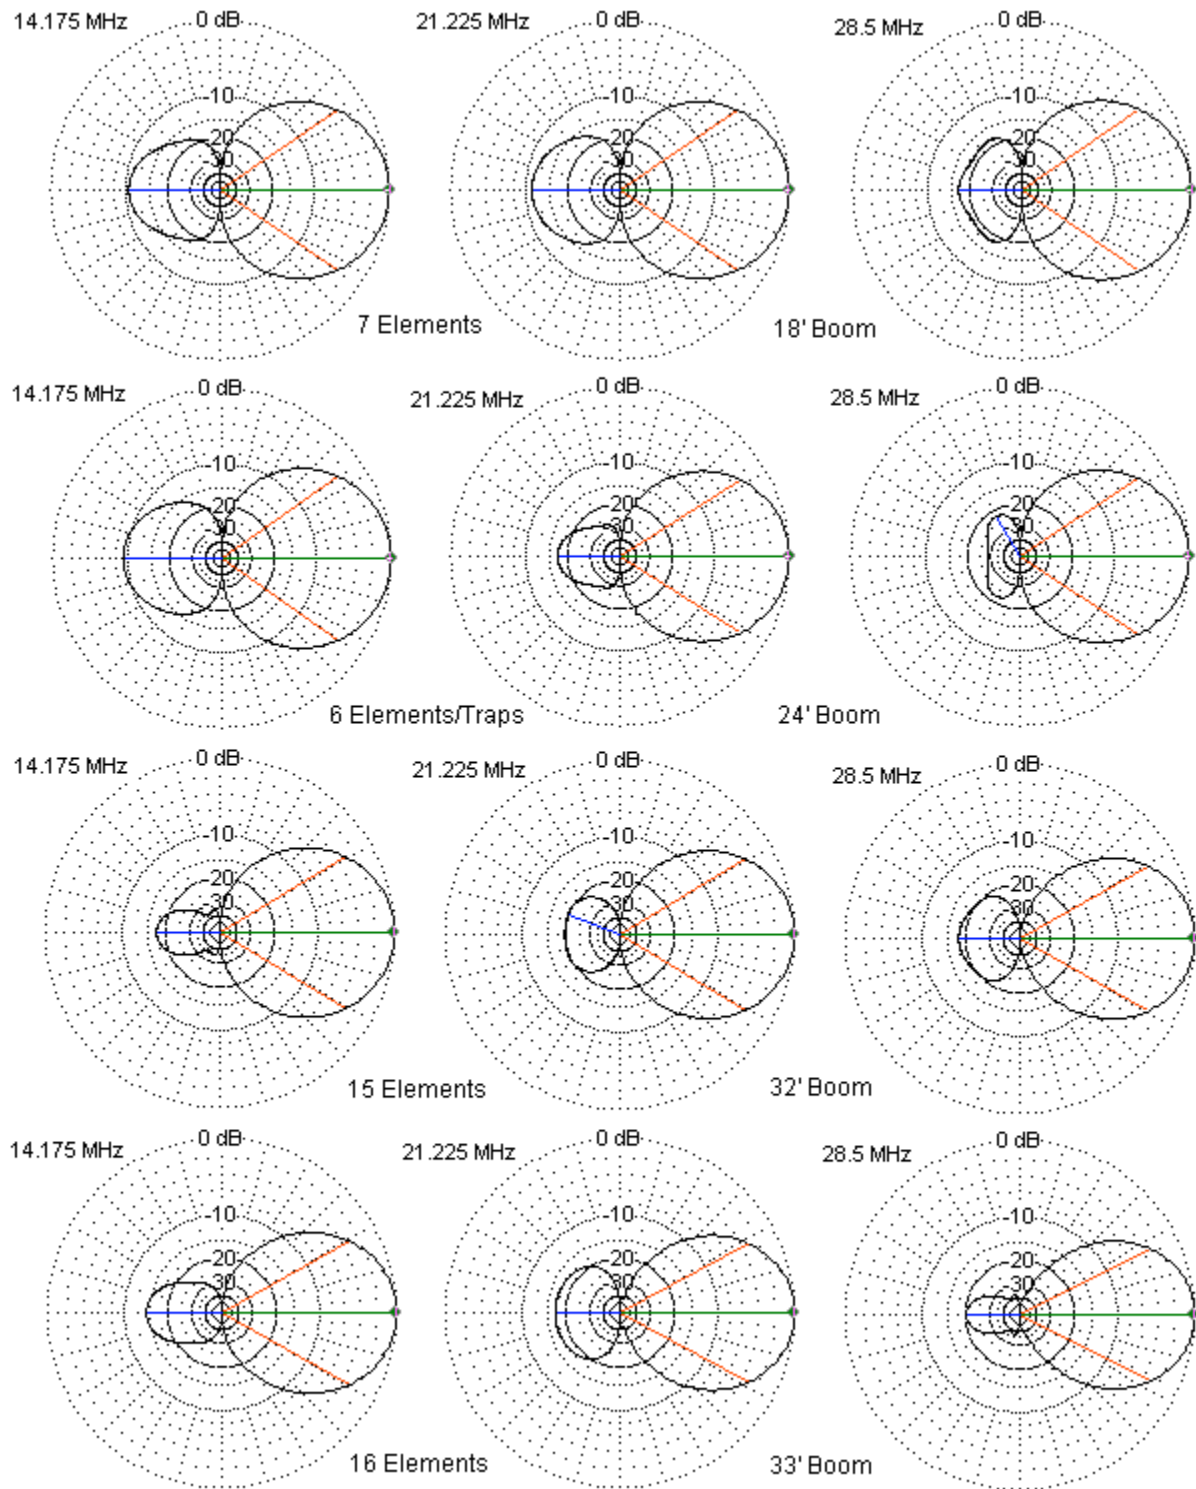 14.175 MHz 0 dB 21.225 MHz 0 dB 28.5 MHz 0 dB
-10 -10 -10
20 20 20
30 30 30
7 Elements 18' Boom
14.175 MHz 0 dB 21.225 MHz 0 dB 28.5 MHz 0 dB
-10 -10 -10
20 20 20
30 30 30
6 Elements/Traps 24' Boom
14.175 MHz 0 dB 21.225 MHz 0 dB 28.5 MHz 0 dB
-10 -10 -10
20 20 20
30 30 30
15 Elements 32' Boom
14.175 MHz 0 dB 21.225 MHz 0 dB 28.5 MHz 0 dB
-10 -10 -10
20 20 20
30 30 30
16 Elements 33' Boom